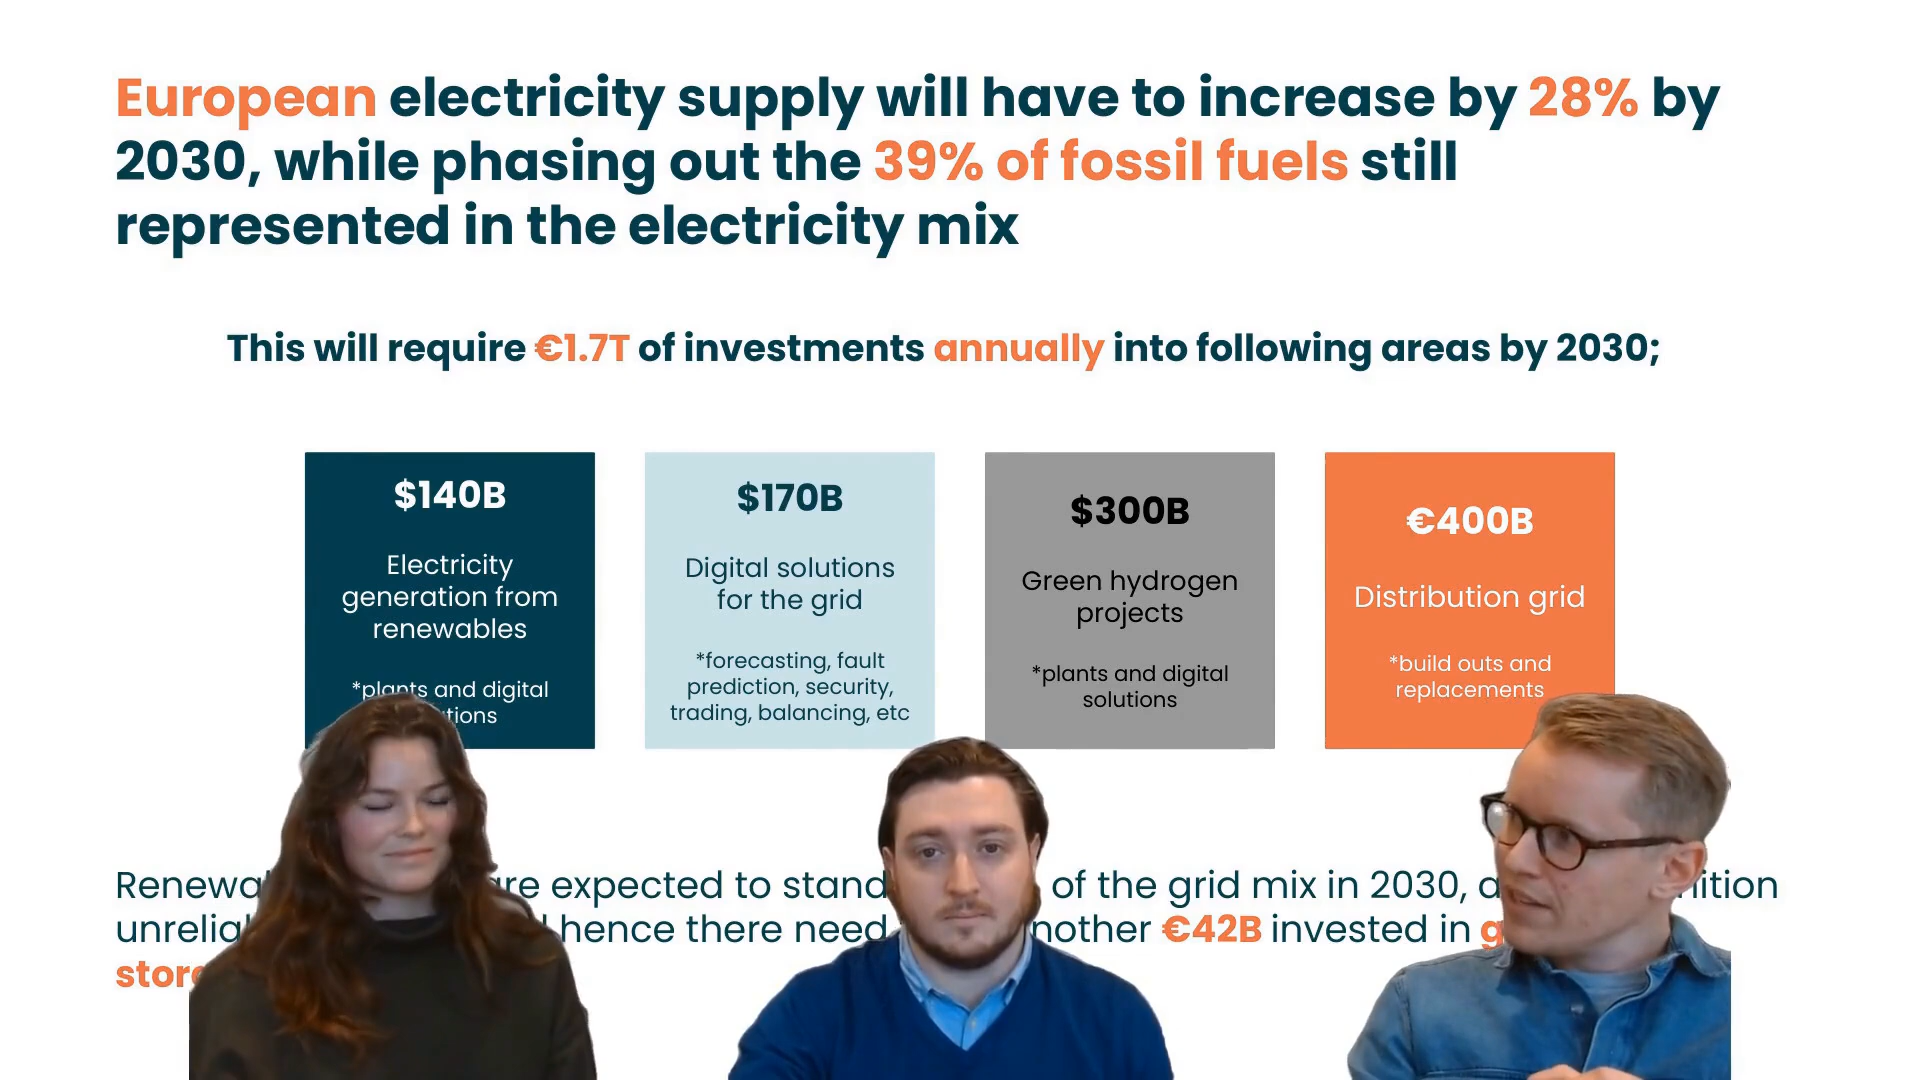 European electricity supply will have to increase by 28% by
2030, while phasing out the 39% of fossil fuels still
represented in the electricity mix
This will require €1.7T of investments annually into following areas by 2030;
$140B
Electricity
generation from
renewables
*plants and digital
$170B
Digital solutions
for the grid
*forecasting, fault
prediction, security,
trading, balancing, etc
$300B
Green hydrogen
projects
*plants and digital
solutions
€400B
Distribution grid
*build outs and
replacements
expected to stand of the grid mix in 2030,
hence there need €42B invested in